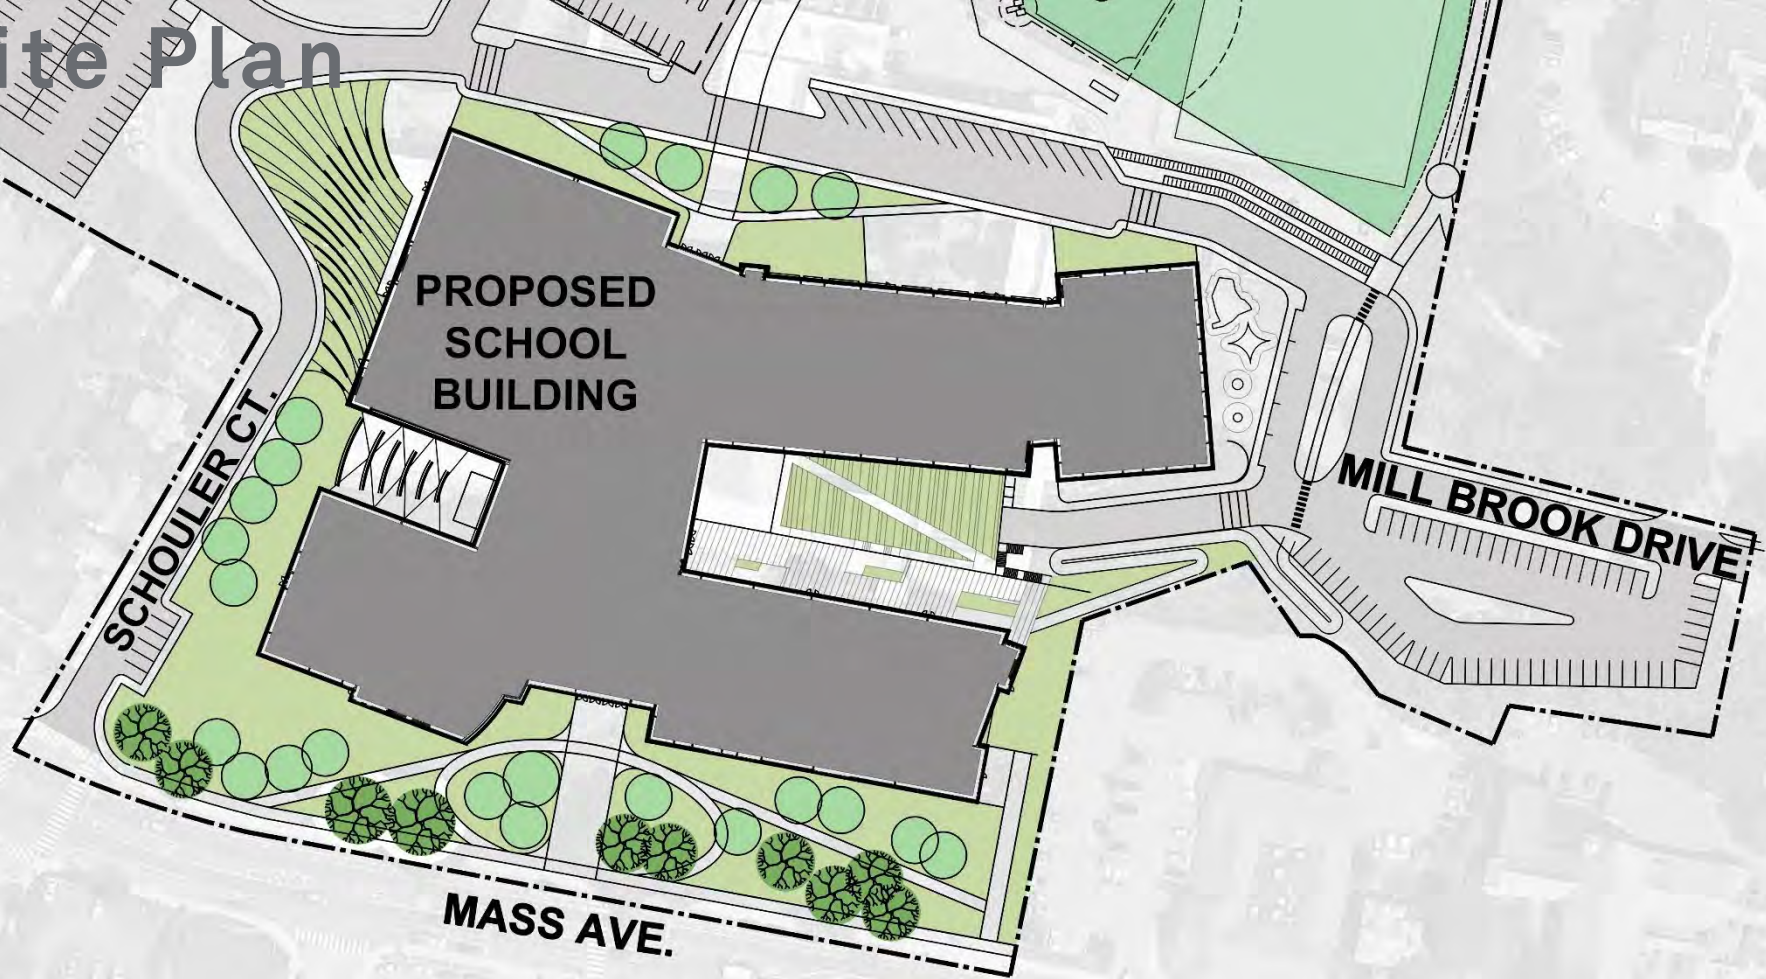 ite Plan
PROPOSED
SCHOOL
BUILDING
SCHOULER CT.
MILL BROOK DRIVE
MASS AVE.